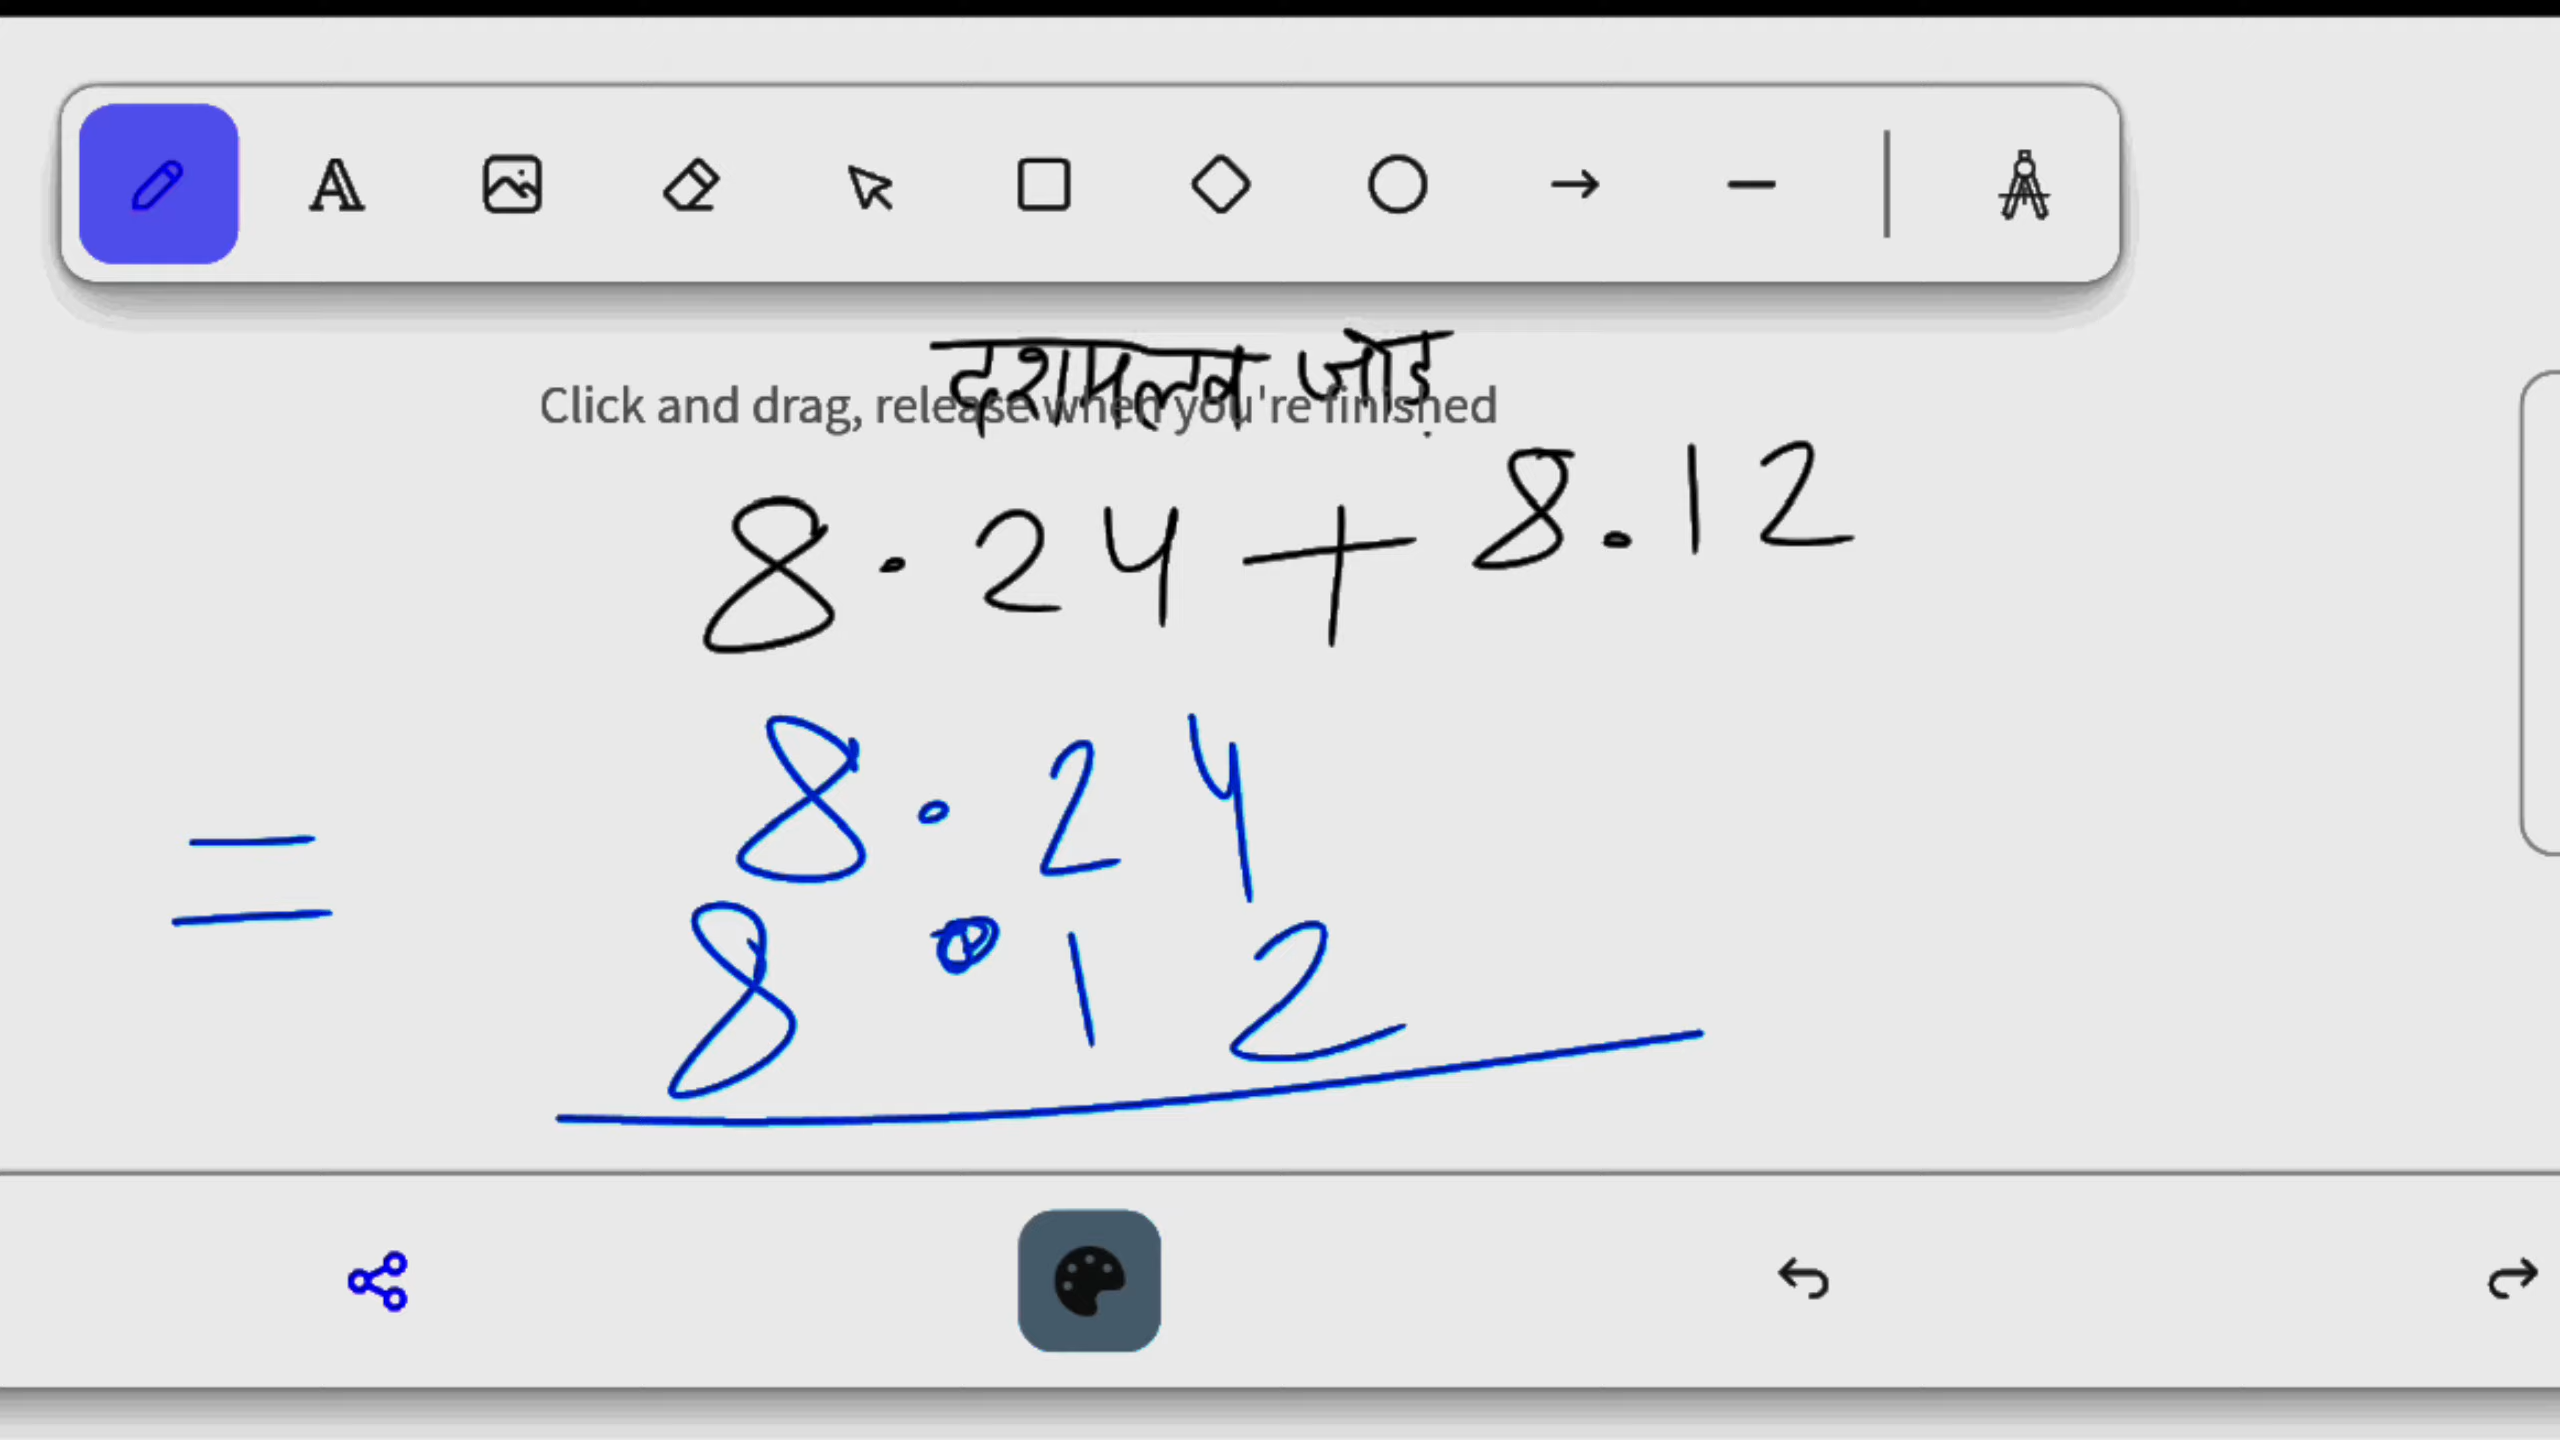 A
दशमलव जोड़
Click and drag, release when you're finished
8.24 + 8.12
= 8.24
8.12